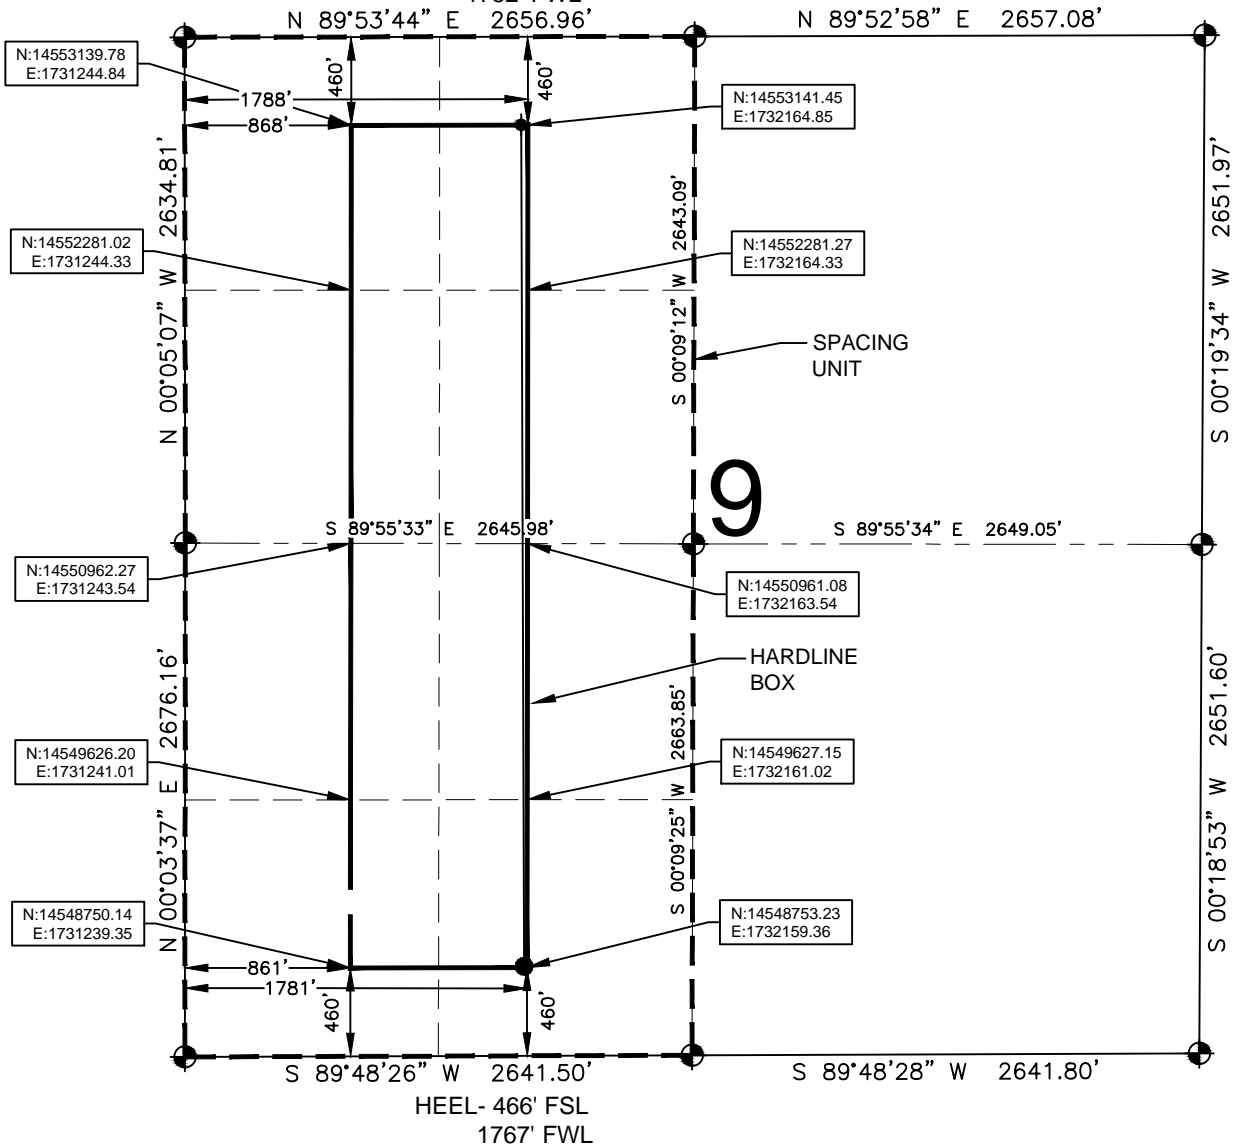 N 89°53'44" E 2656.96'
N 89°52'58" E 2657.08'
N:14553139.78
E:1731244.84
460'
460'
1788'
868'
N:14553141.45
E:1732164.85
N 00°05'07" W 2634.81'
S 00°09'12" W 2643.09'
S 00°19'34" W 2651.97'
N:14552281.02
E:1731244.33
N:14552281.27
E:1732164.33
SPACING
UNIT
9
S 89°55'33" E 2645.98'
S 89°55'34" E 2649.05'
N:14550962.27
E:1731243.54
N:14550961.08
E:1732163.54
HARDLINE
BOX
N 00°03'37" E 2676.16'
S 00°09'25" W 2663.85'
S 00°18'53" W 2651.60'
N:14549626.20
E:1731241.01
N:14549627.15
E:1732161.02
N:14548750.14
E:1731239.35
N:14548753.23
E:1732159.36
861'
1781'
460'
460'
S 89°48'26" W 2641.50'
S 89°48'28" W 2641.80'
HEEL- 466' FSL
1767' FWL